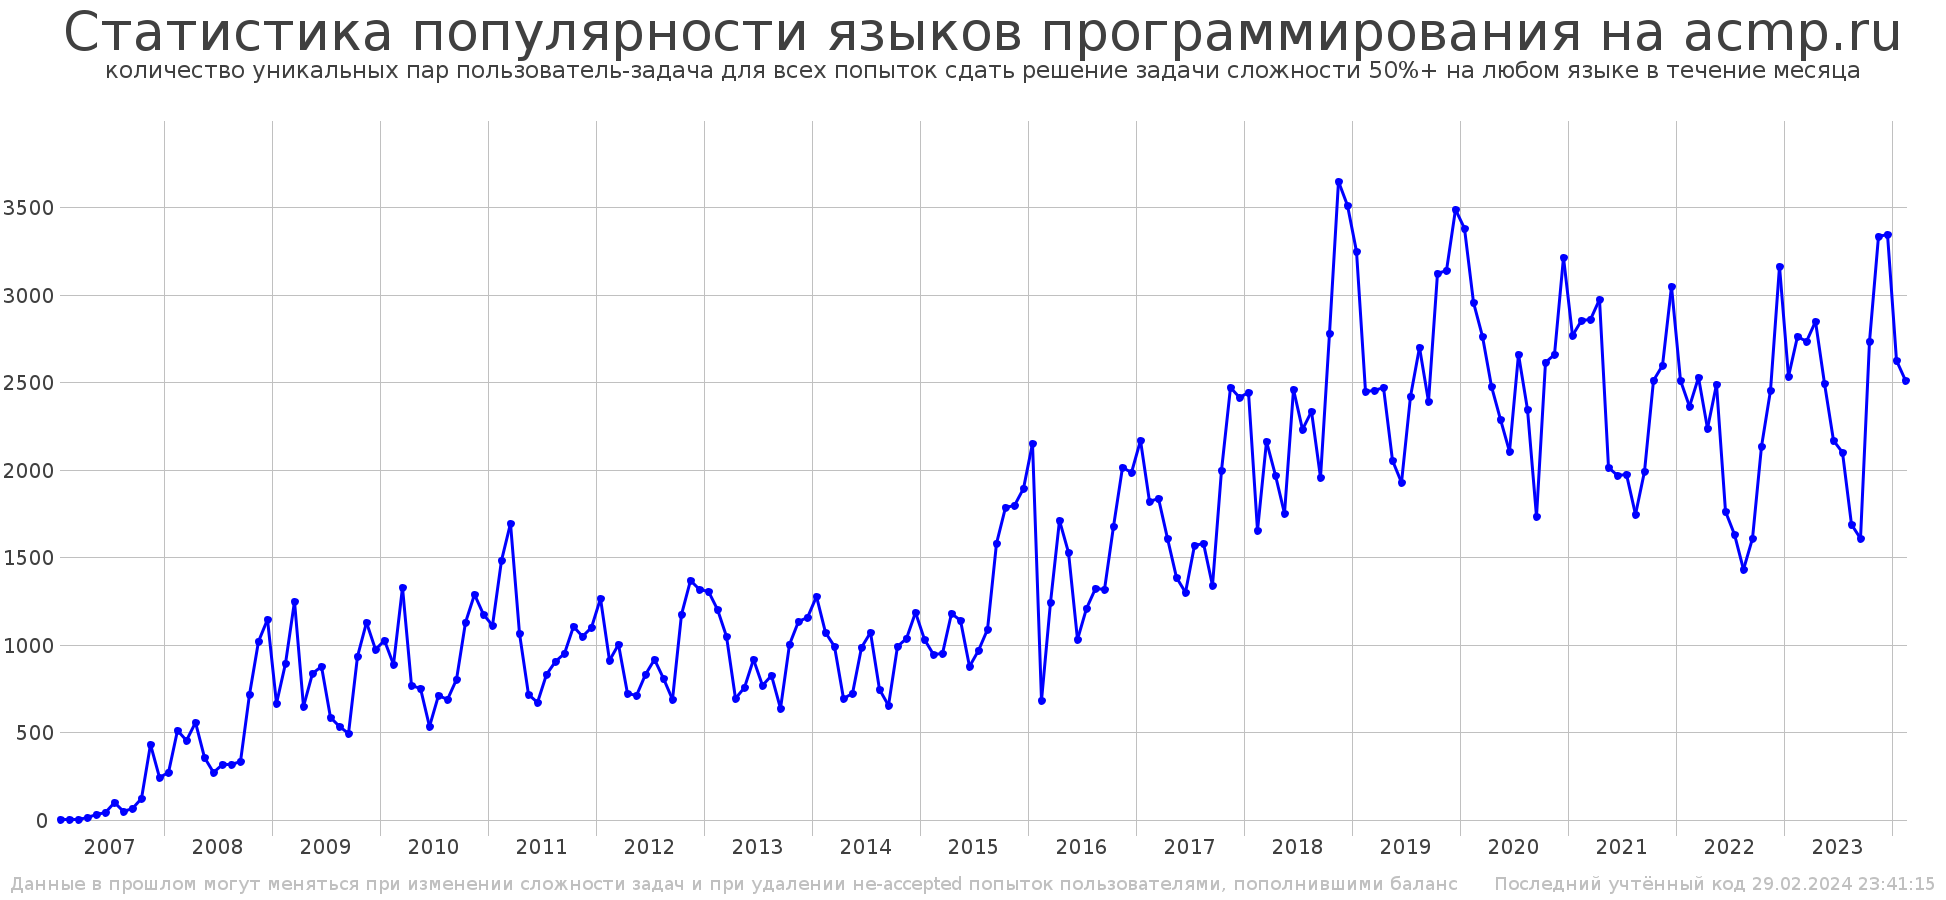 Статистика популярности языков программирования на acmp.ru
количество уникальных пар пользователь-задача для всех попыток сдать решение задачи сложности 50%+ на любом языке в течение месяца
3500
3000
2500
2000
1500
1000
500
0
2007 2008 2009 2010 2011 2012 2013 2014 2015 2016 2017 2018 2019 2020 2021 2022 2023
Данные в прошлом могут меняться при изменении сложности задач и при удалении не-accepted попыток пользователями, пополнившими баланс Последний учтённый код 29.02.2024 23:41:15